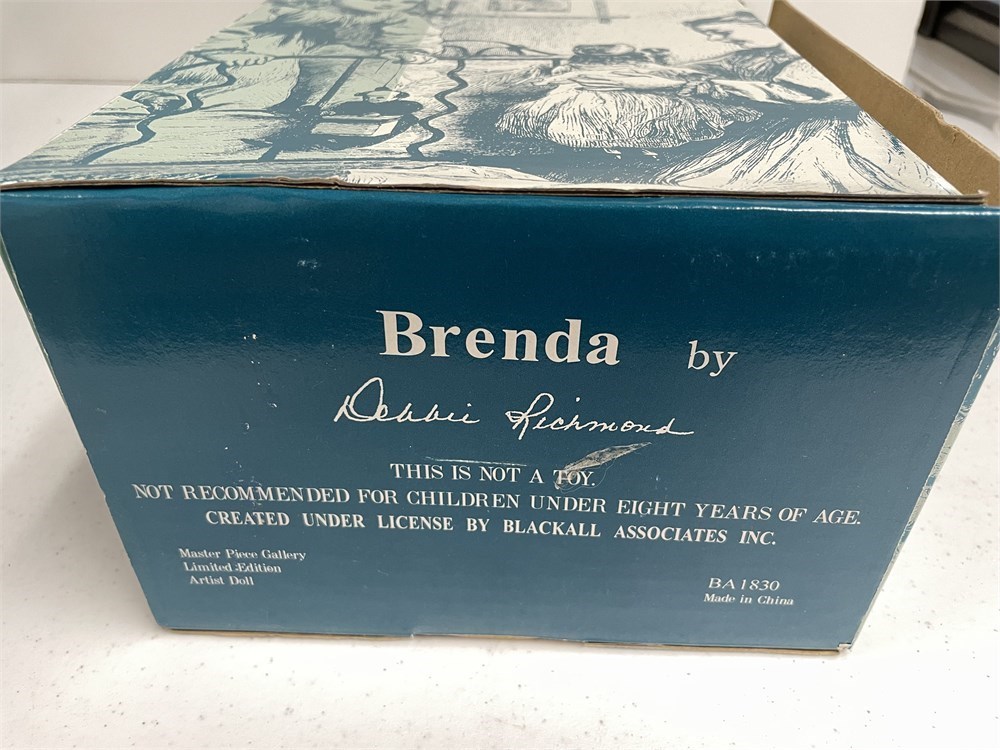 Brenda by
Debbie Richmond
THIS IS NOT A TOY.
NOT RECOMMENDED FOR CHILDREN UNDER EIGHT YEARS OF AGE.
CREATED UNDER LICENSE BY BLACKALL ASSOCIATES INC.
Master Piece Gallery
Limited Edition
Artist Doll
BA1830
Made in China